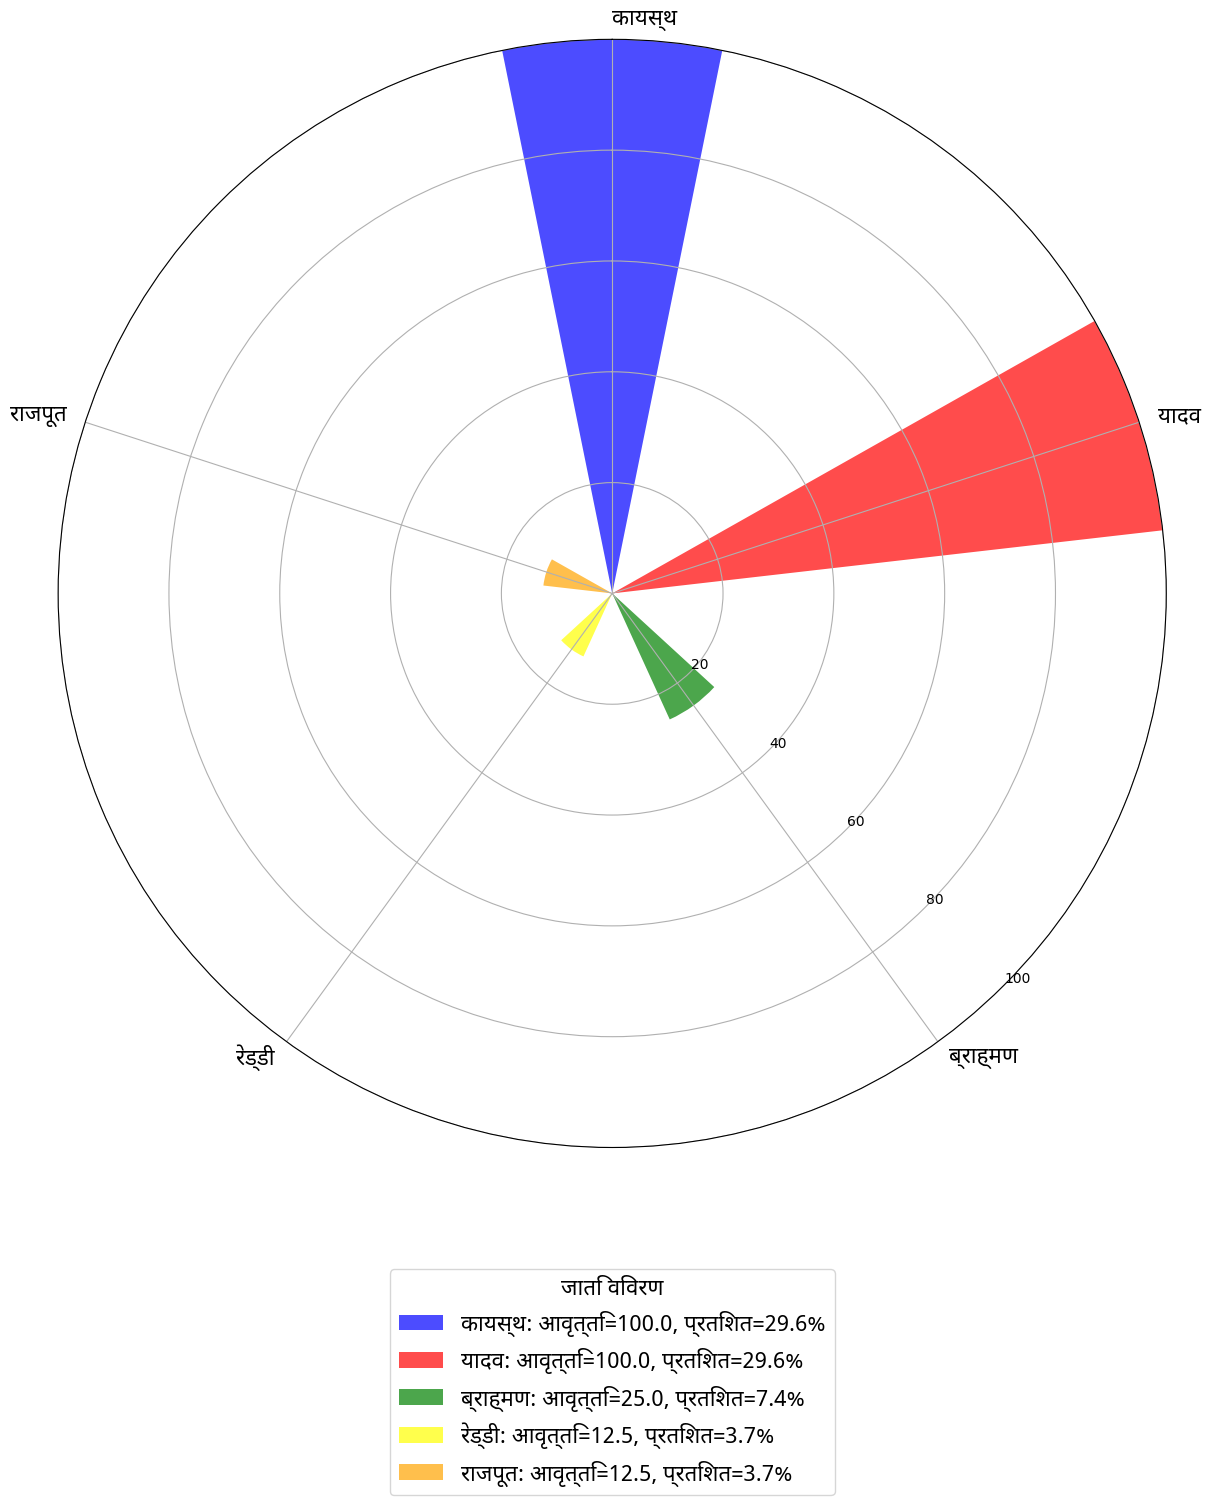 कायस्थ
राजपूत
यादव
20
40
60
80
100
रेड्डी
ब्राह्मण
जाति विवरण
कायस्थ: आवृत्ति=100.0, प्रतिशत=29.6%
यादव: आवृत्ति=100.0, प्रतिशत=29.6%
ब्राह्मण: आवृत्ति=25.0, प्रतिशत=7.4%
रेड्डी: आवृत्ति=12.5, प्रतिशत=3.7%
राजपूत: आवृत्ति=12.5, प्रतिशत=3.7%